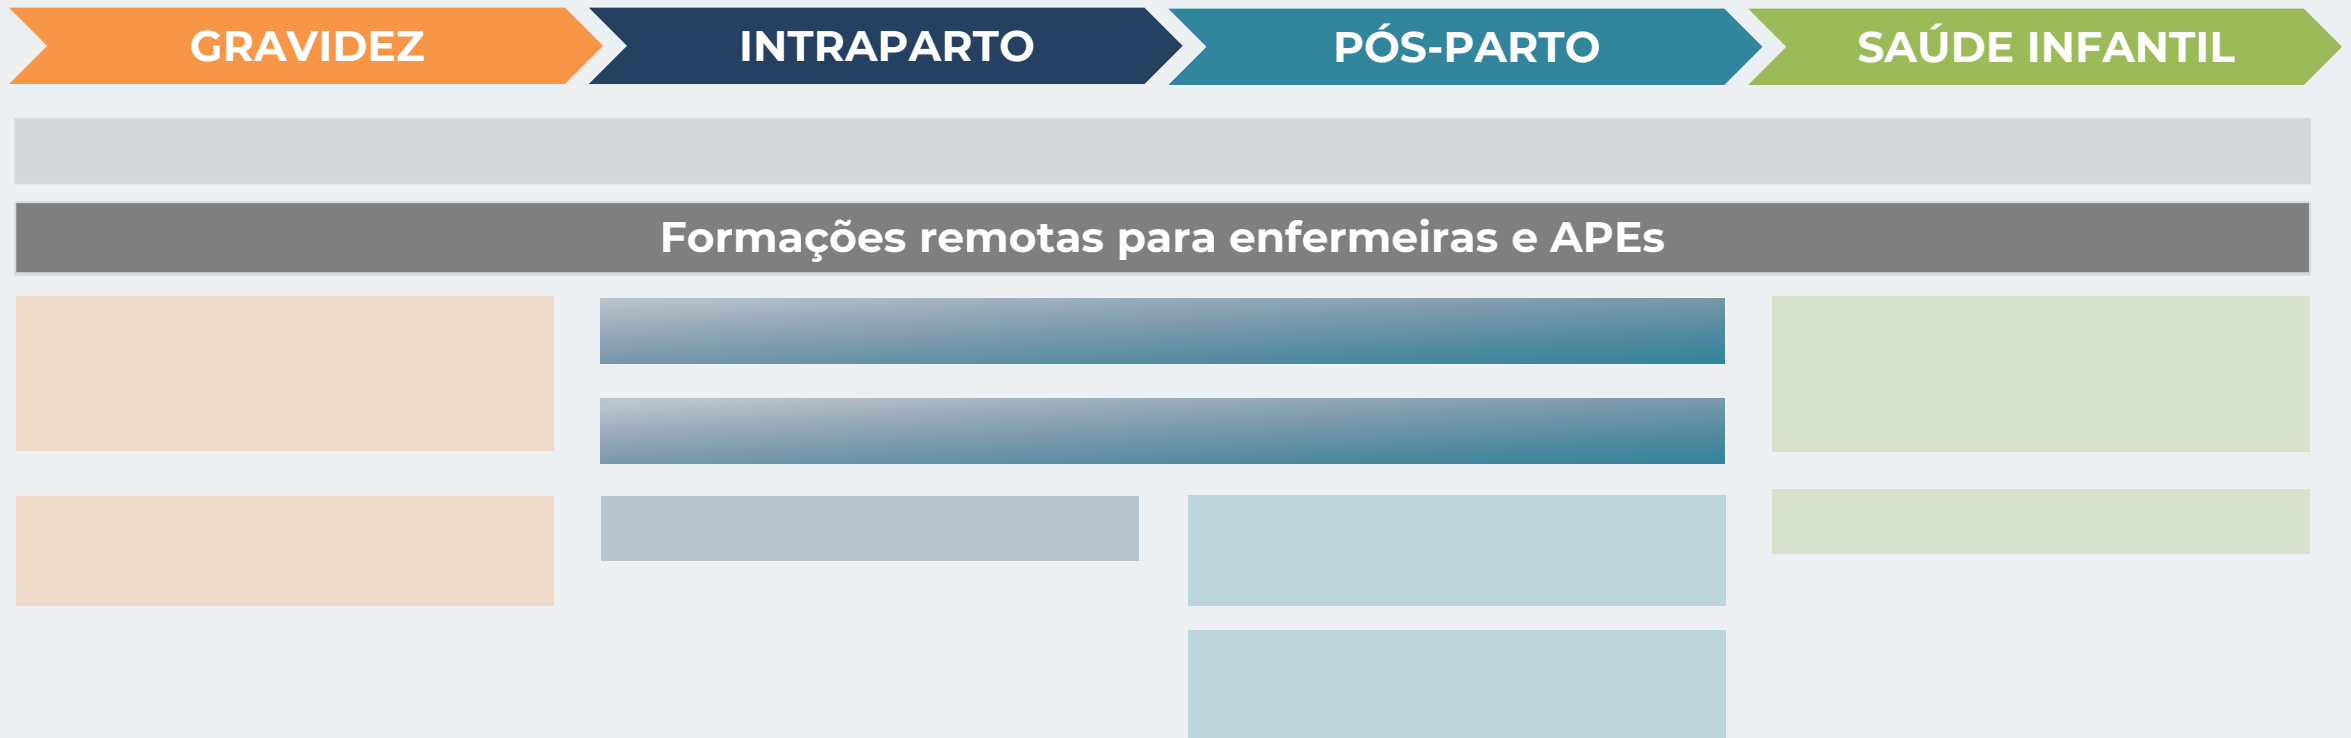 GRAVIDEZ
INTRAPARTO
PÓS-PARTO
SAÚDE INFANTIL
Formações remotas para enfermeiras e APEs